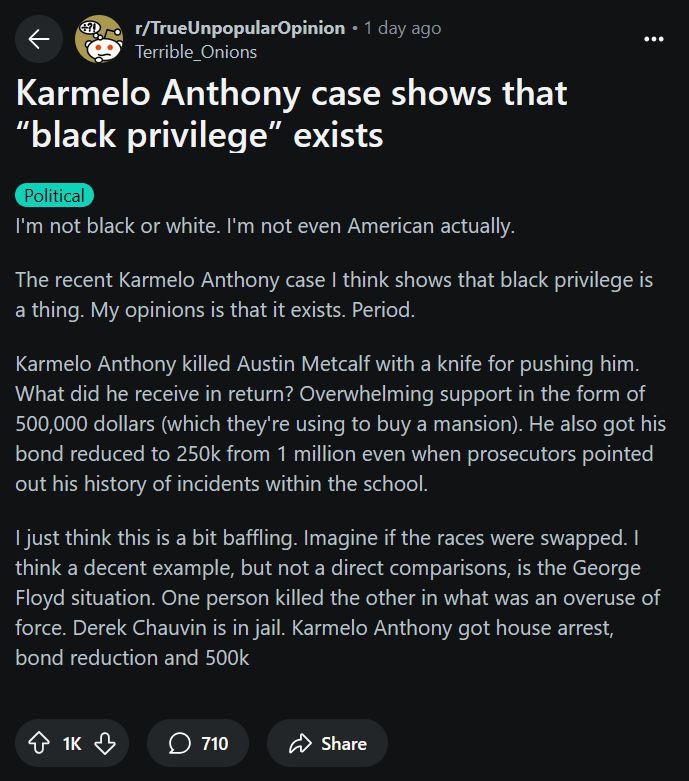 r/TrueUnpopularOpinion • 1 day ago
Terrible_Onions
Karmelo Anthony case shows that
“black privilege” exists
Political
I'm not black or white. I'm not even American actually.
The recent Karmelo Anthony case I think shows that black privilege is
a thing. My opinions is that it exists. Period.
Karmelo Anthony killed Austin Metcalf with a knife for pushing him.
What did he receive in return? Overwhelming support in the form of
500,000 dollars (which they're using to buy a mansion). He also got his
bond reduced to 250k from 1 million even when prosecutors pointed
out his history of incidents within the school.
I just think this is a bit baffling. Imagine if the races were swapped. I
think a decent example, but not a direct comparisons, is the George
Floyd situation. One person killed the other in what was an overuse of
force. Derek Chauvin is in jail. Karmelo Anthony got house arrest,
bond reduction and 500k
1K 710 Share